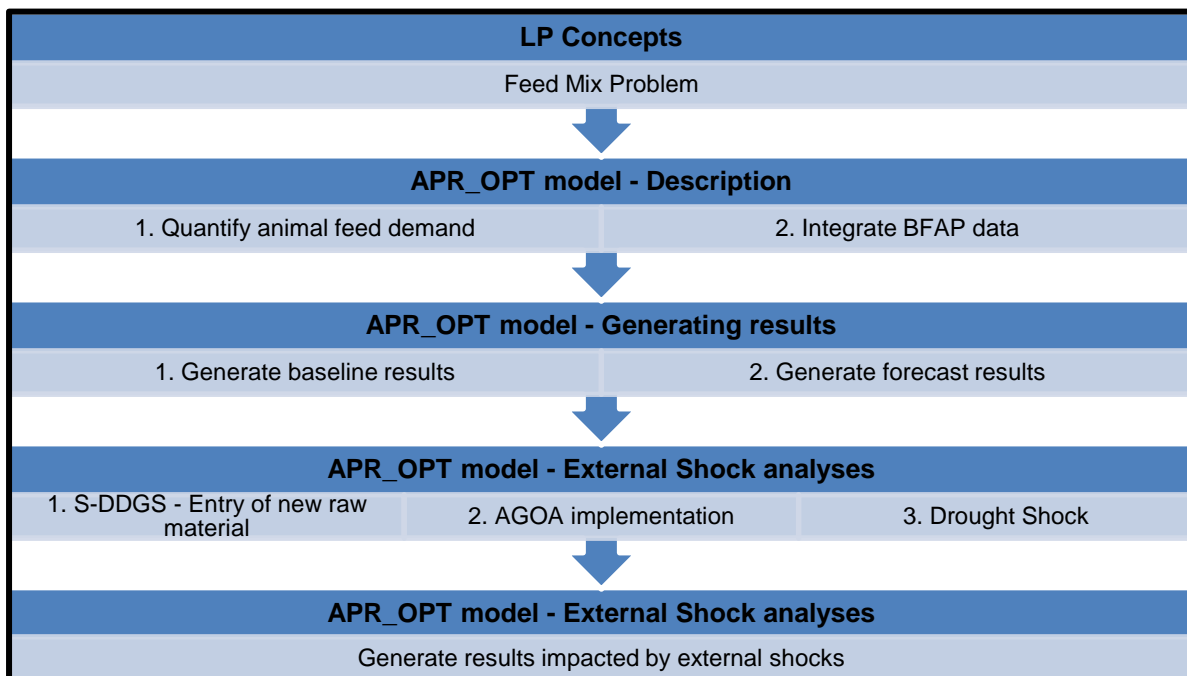 LP Concepts
Feed Mix Problem
APR_OPT model - Description
1. Quantify animal feed demand
2. Integrate BFAP data
APR_OPT model - Generating results
1. Generate baseline results
2. Generate forecast results
APR_OPT model - External Shock analyses
1. S-DDGS - Entry of new raw
material
2. AGOA implementation
3. Drought Shock
APR_OPT model - External Shock analyses
Generate results impacted by external shocks